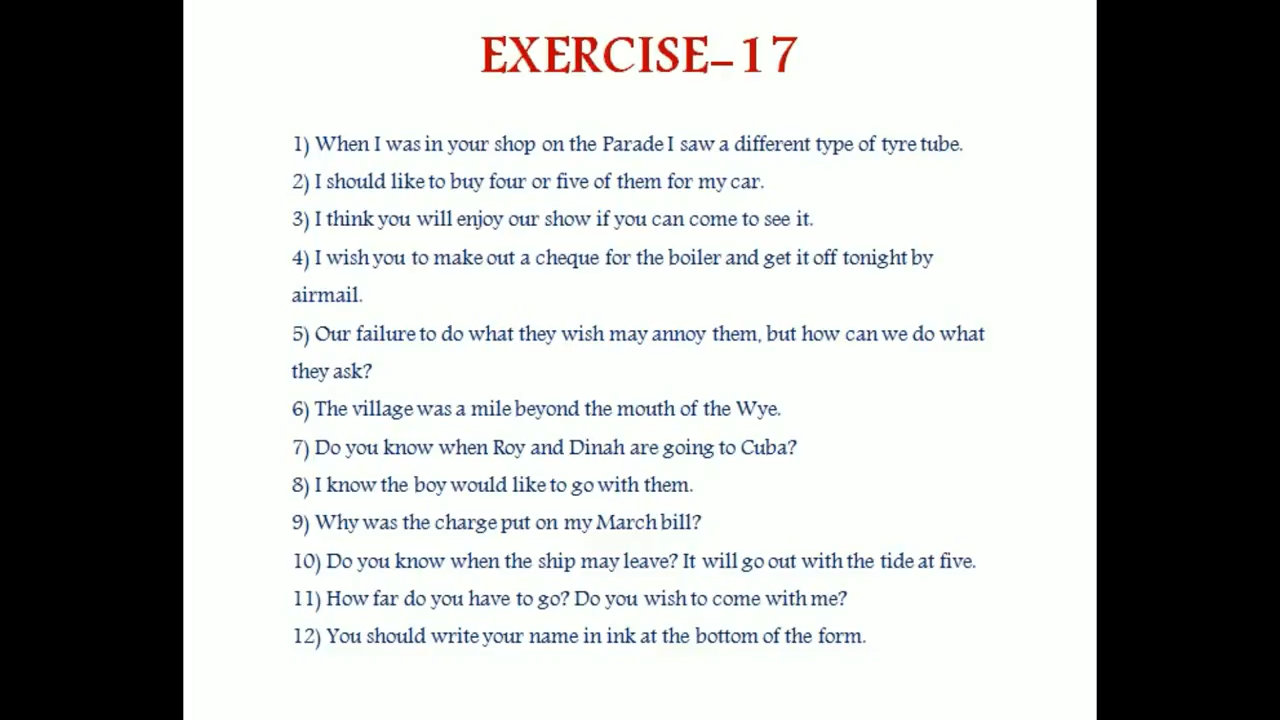 EXERCISE-17
1) When I was in your shop on the Parade I saw a different type of tyre tube.
2) I should like to buy four or five of them for my car.
3) I think you will enjoy our show if you can come to see it.
4) I wish you to make out a cheque for the boiler and get it off tonight by
airmail.
5) Our failure to do what they wish may annoy them, but how can we do what
they ask?
6) The village was a mile beyond the mouth of the Wye.
7) Do you know when Roy and Dinah are going to Cuba?
8) I know the boy would like to go with them.
9) Why was the charge put on my March bill?
10) Do you know when the ship may leave? It will go out with the tide at five.
11) How far do you have to go? Do you wish to come with me?
12) You should write your name in ink at the bottom of the form.